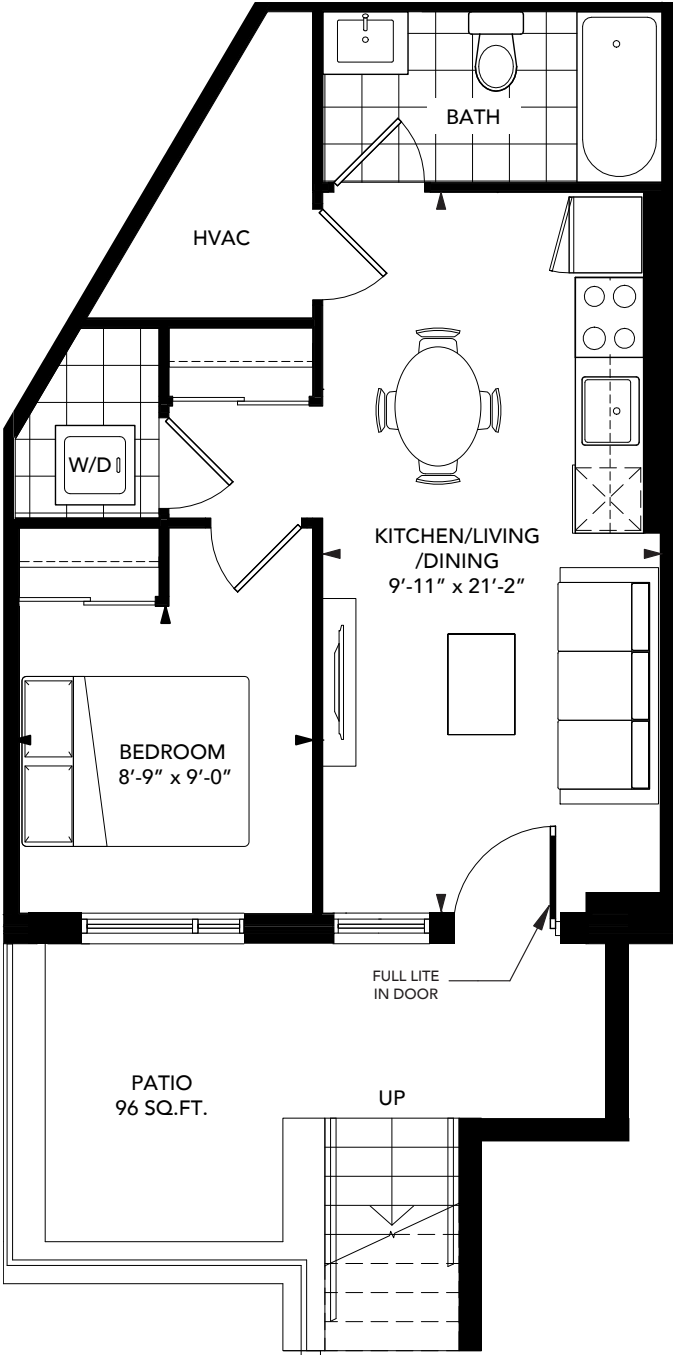 BATH
HVAC
W/D
KITCHEN/LIVING
/DINING
9'-11" x 21'-2"
BEDROOM
8'-9" x 9'-0"
FULL LITE
IN DOOR
PATIO
96 SQ.FT.
UP